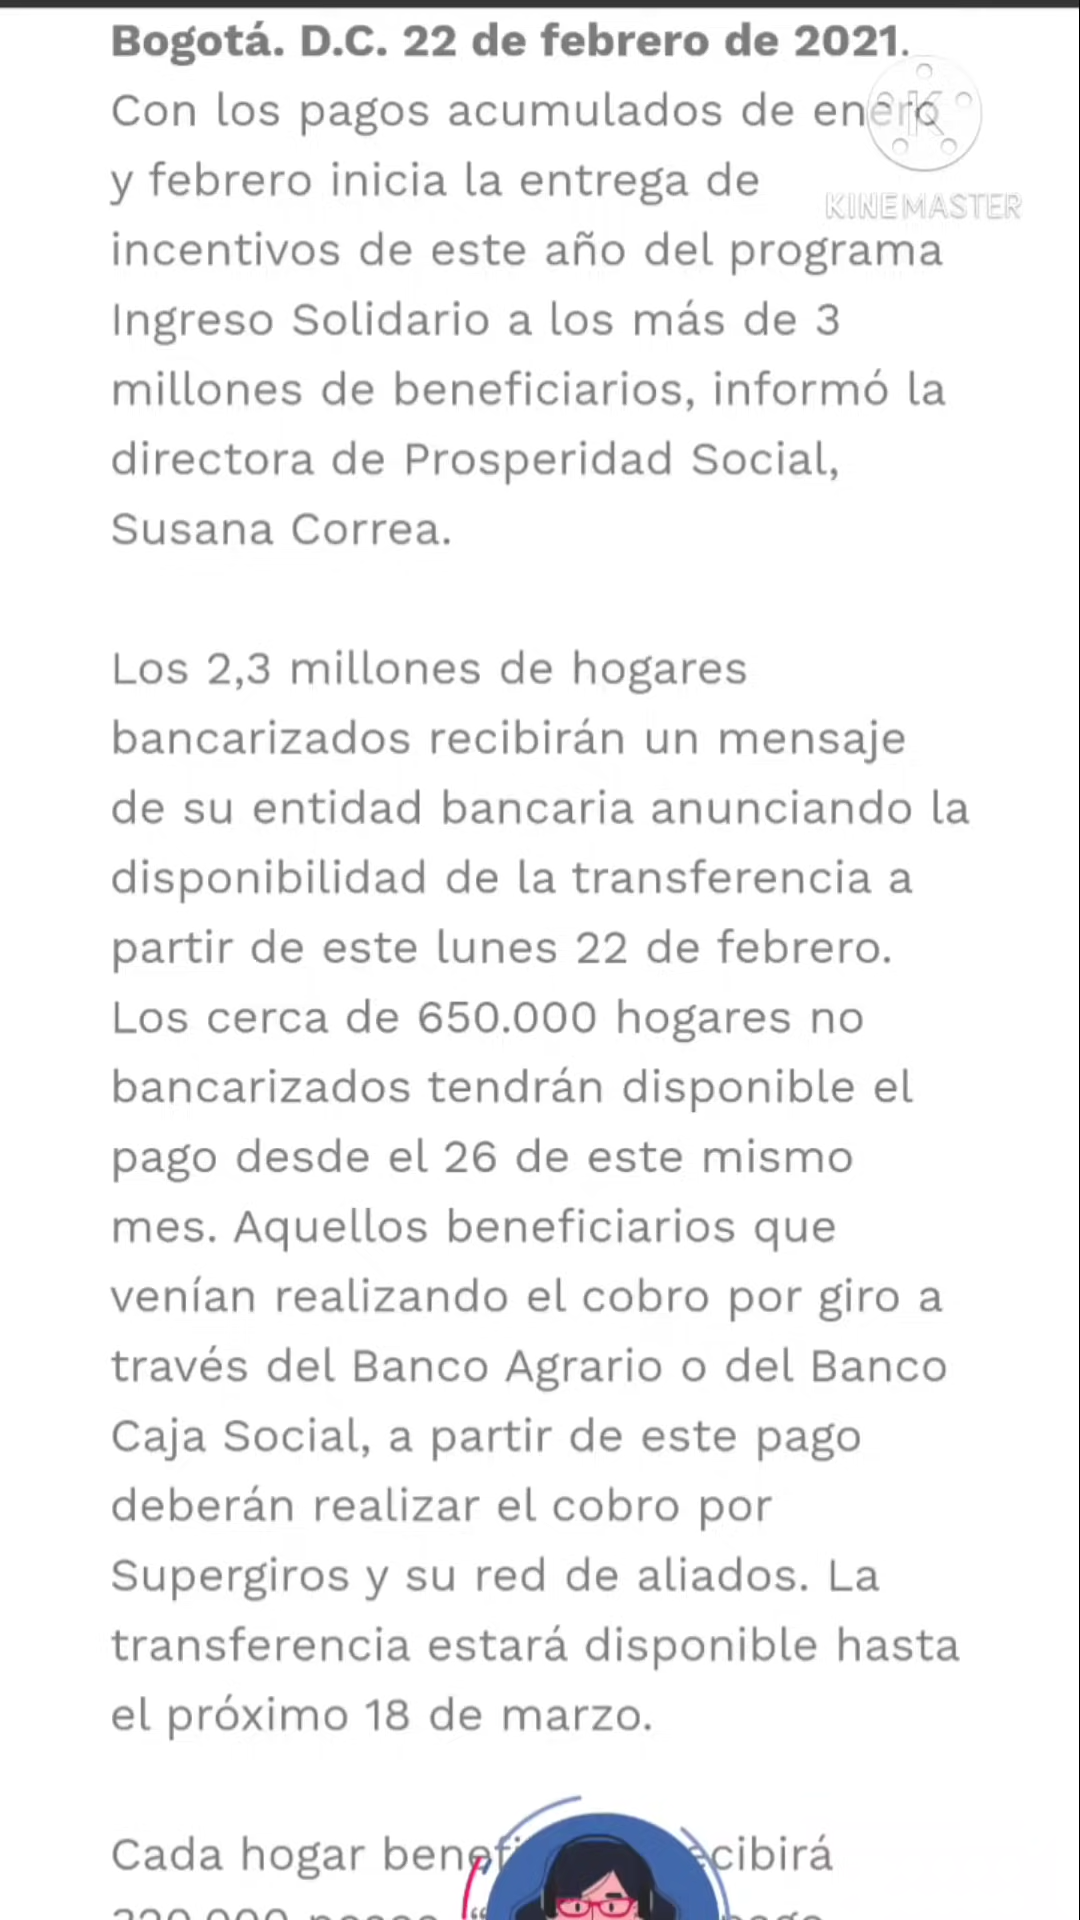 Bogotá. D.C. 22 de febrero de 2021.
Con los pagos acumulados de enero
KINEMASTER
y febrero inicia la entrega de
incentivos de este año del programa
Ingreso Solidario a los más de 3
millones de beneficiarios, informó la
directora de Prosperidad Social,
Susana Correa.
Los 2,3 millones de hogares
bancarizados recibirán un mensaje
de su entidad bancaria anunciando la
disponibilidad de la transferencia a
partir de este lunes 22 de febrero.
Los cerca de 650.000 hogares no
bancarizados tendrán disponible el
pago desde el 26 de este mismo
mes. Aquellos beneficiarios que
venían realizando el cobro por giro a
través del Banco Agrario o del Banco
Caja Social, a partir de este pago
deberán realizar el cobro por
Supergiros y su red de aliados. La
transferencia estará disponible hasta
el próximo 18 de marzo.
Cada hogar